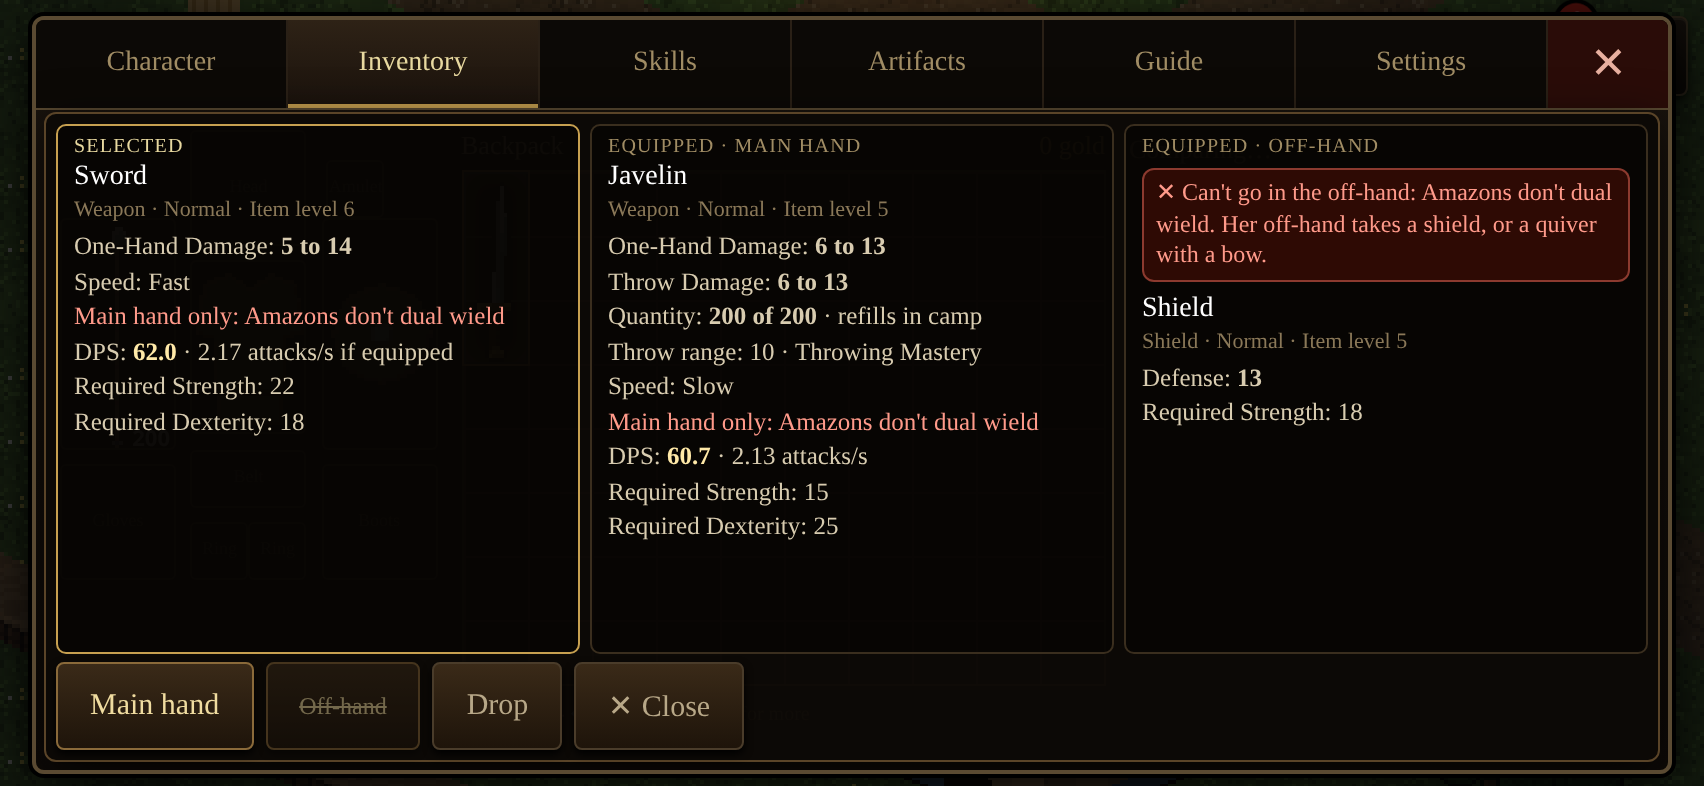 Character
Inventory
Skills
Artifacts
Guide
Settings
✕
SELECTED
Sword
Weapon · Normal · Item level 6
One-Hand Damage: 5 to 14
Speed: Fast
Main hand only: Amazons don't dual wield
DPS: 62.0 · 2.17 attacks/s if equipped
Required Strength: 22
Required Dexterity: 18
EQUIPPED · MAIN HAND
Javelin
Weapon · Normal · Item level 5
One-Hand Damage: 6 to 13
Throw Damage: 6 to 13
Quantity: 200 of 200 · refills in camp
Throw range: 10 · Throwing Mastery
Speed: Slow
Main hand only: Amazons don't dual wield
DPS: 60.7 · 2.13 attacks/s
Required Strength: 15
Required Dexterity: 25
EQUIPPED · OFF-HAND
✕ Can't go in the off-hand: Amazons don't dual
wield. Her off-hand takes a shield, or a quiver
with a bow.
Shield
Shield · Normal · Item level 5
Defense: 13
Required Strength: 18
Backpack
0 gold
200
Main hand
Off-hand
Drop
✕ Close